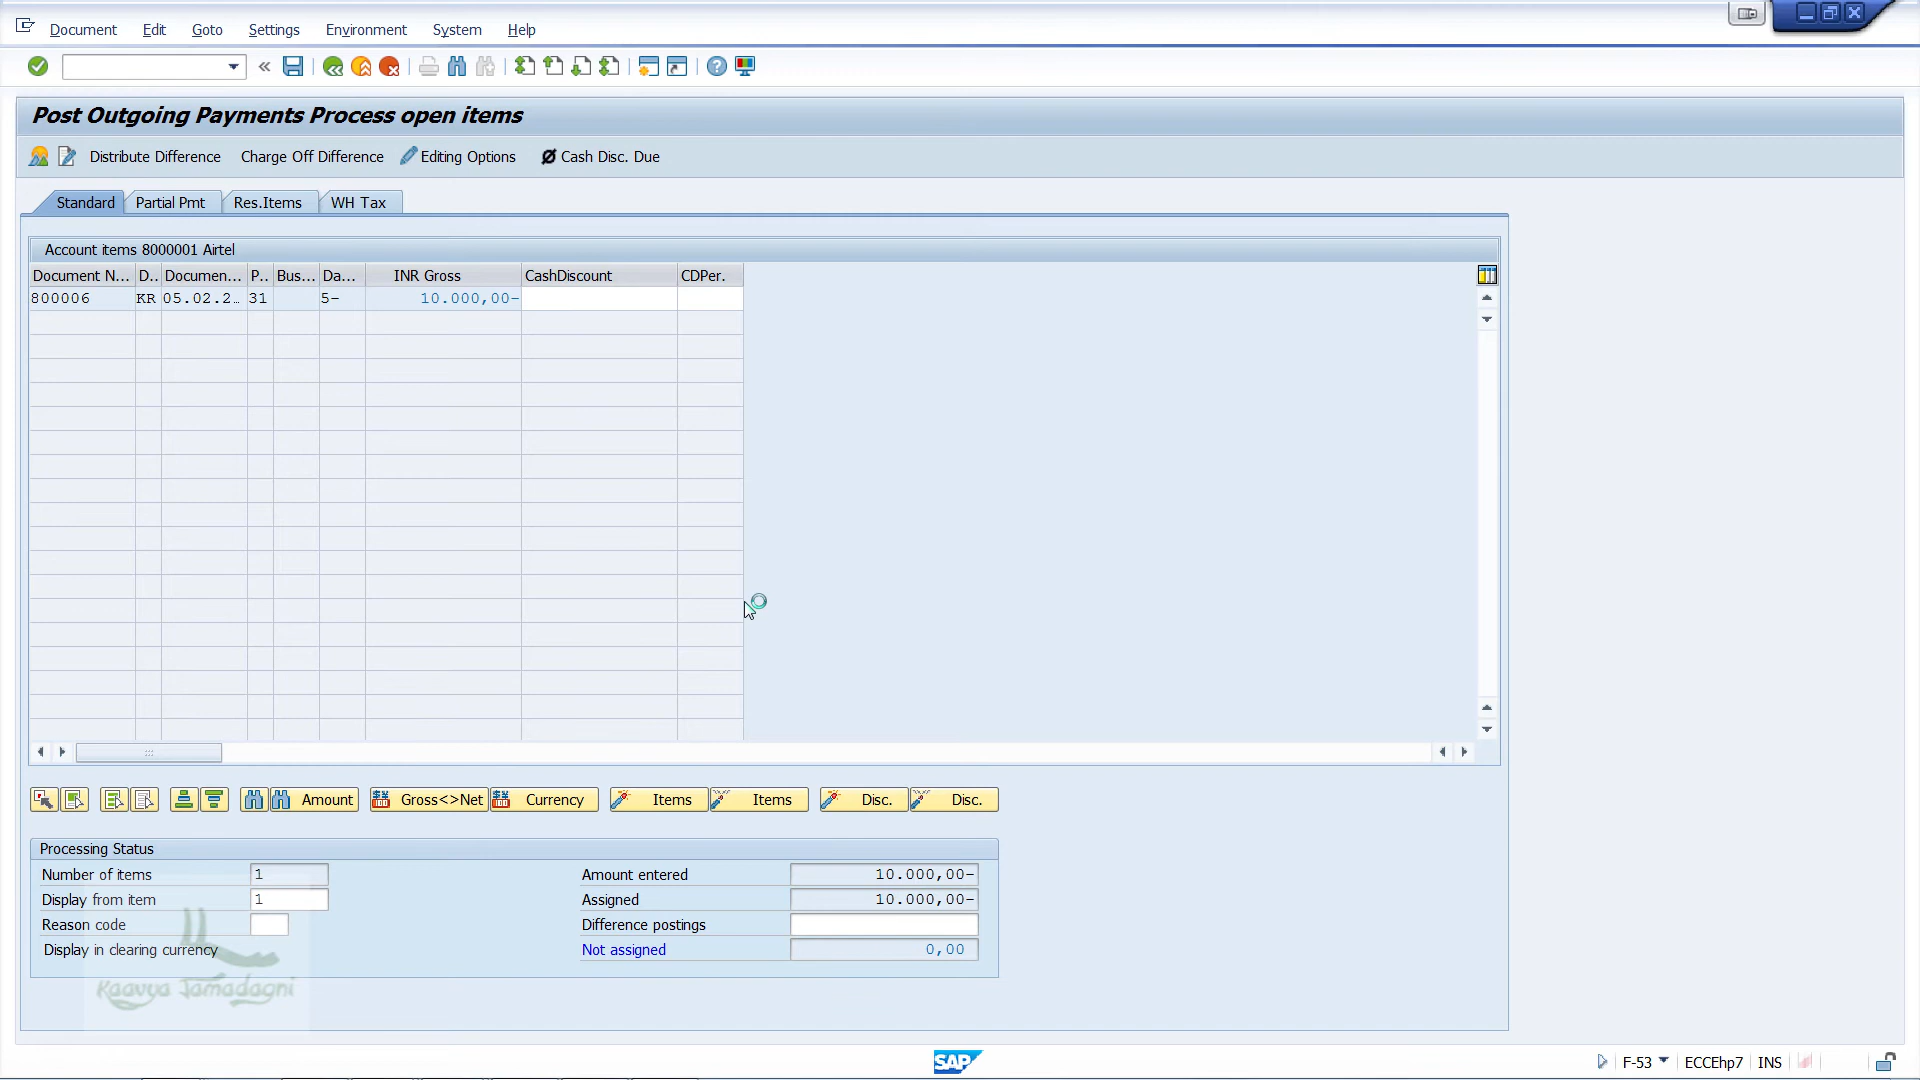 Document Edit Goto Settings Environment System Help
Post Outgoing Payments Process open items
Distribute Difference Charge Off Difference Editing Options Cash Disc. Due
Standard Partial Pmt Res.Items WH Tax
Account items 8000001 Airtel
Document N... D.. Documen... P.. Bus... Da... INR Gross CashDiscount CDPer.
800006 KR 05.02.2… 31 5- 10.000,00-
Amount Gross<>Net Currency Items Items Disc. Disc.
Processing Status
Number of items 1 Amount entered 10.000,00-
Display from item 1 Assigned 10.000,00-
Reason code Difference postings
Display in clearing currency Not assigned 0,00
Kaavya Jamadagni
SAP F-53 ECCEhp7 INS